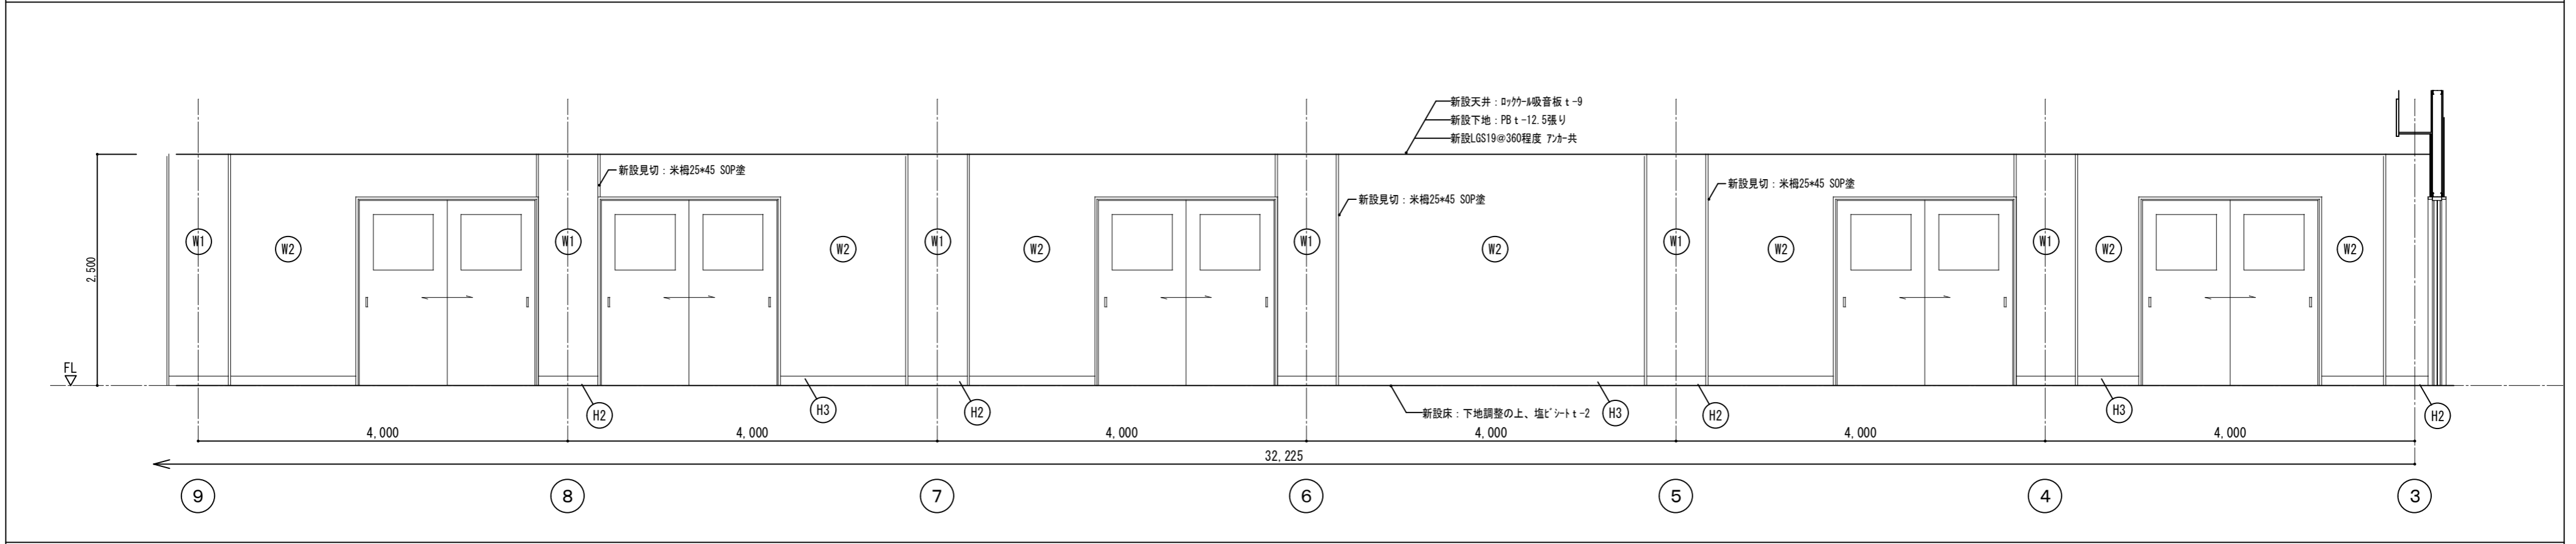 新設天井：ﾛｯｸｳｰﾙ吸音板ｔ-9
新設下地：PBｔ-12.5張り
新設LGS19@360程度 ｱﾝｶｰ共
新設見切：米栂25*45 SOP塗
新設見切：米栂25*45 SOP塗
新設見切：米栂25*45 SOP塗
W1
W2
W1
W2
W1
W2
W1
W2
W1
W2
W1
W2
W2
2,500
FL
H2
H3
H2
新設床：下地調整の上、塩ﾋﾞｼｰﾄｔ-2
H3
H2
H3
H2
4,000
4,000
4,000
4,000
4,000
4,000
32,225
9
8
7
6
5
4
3